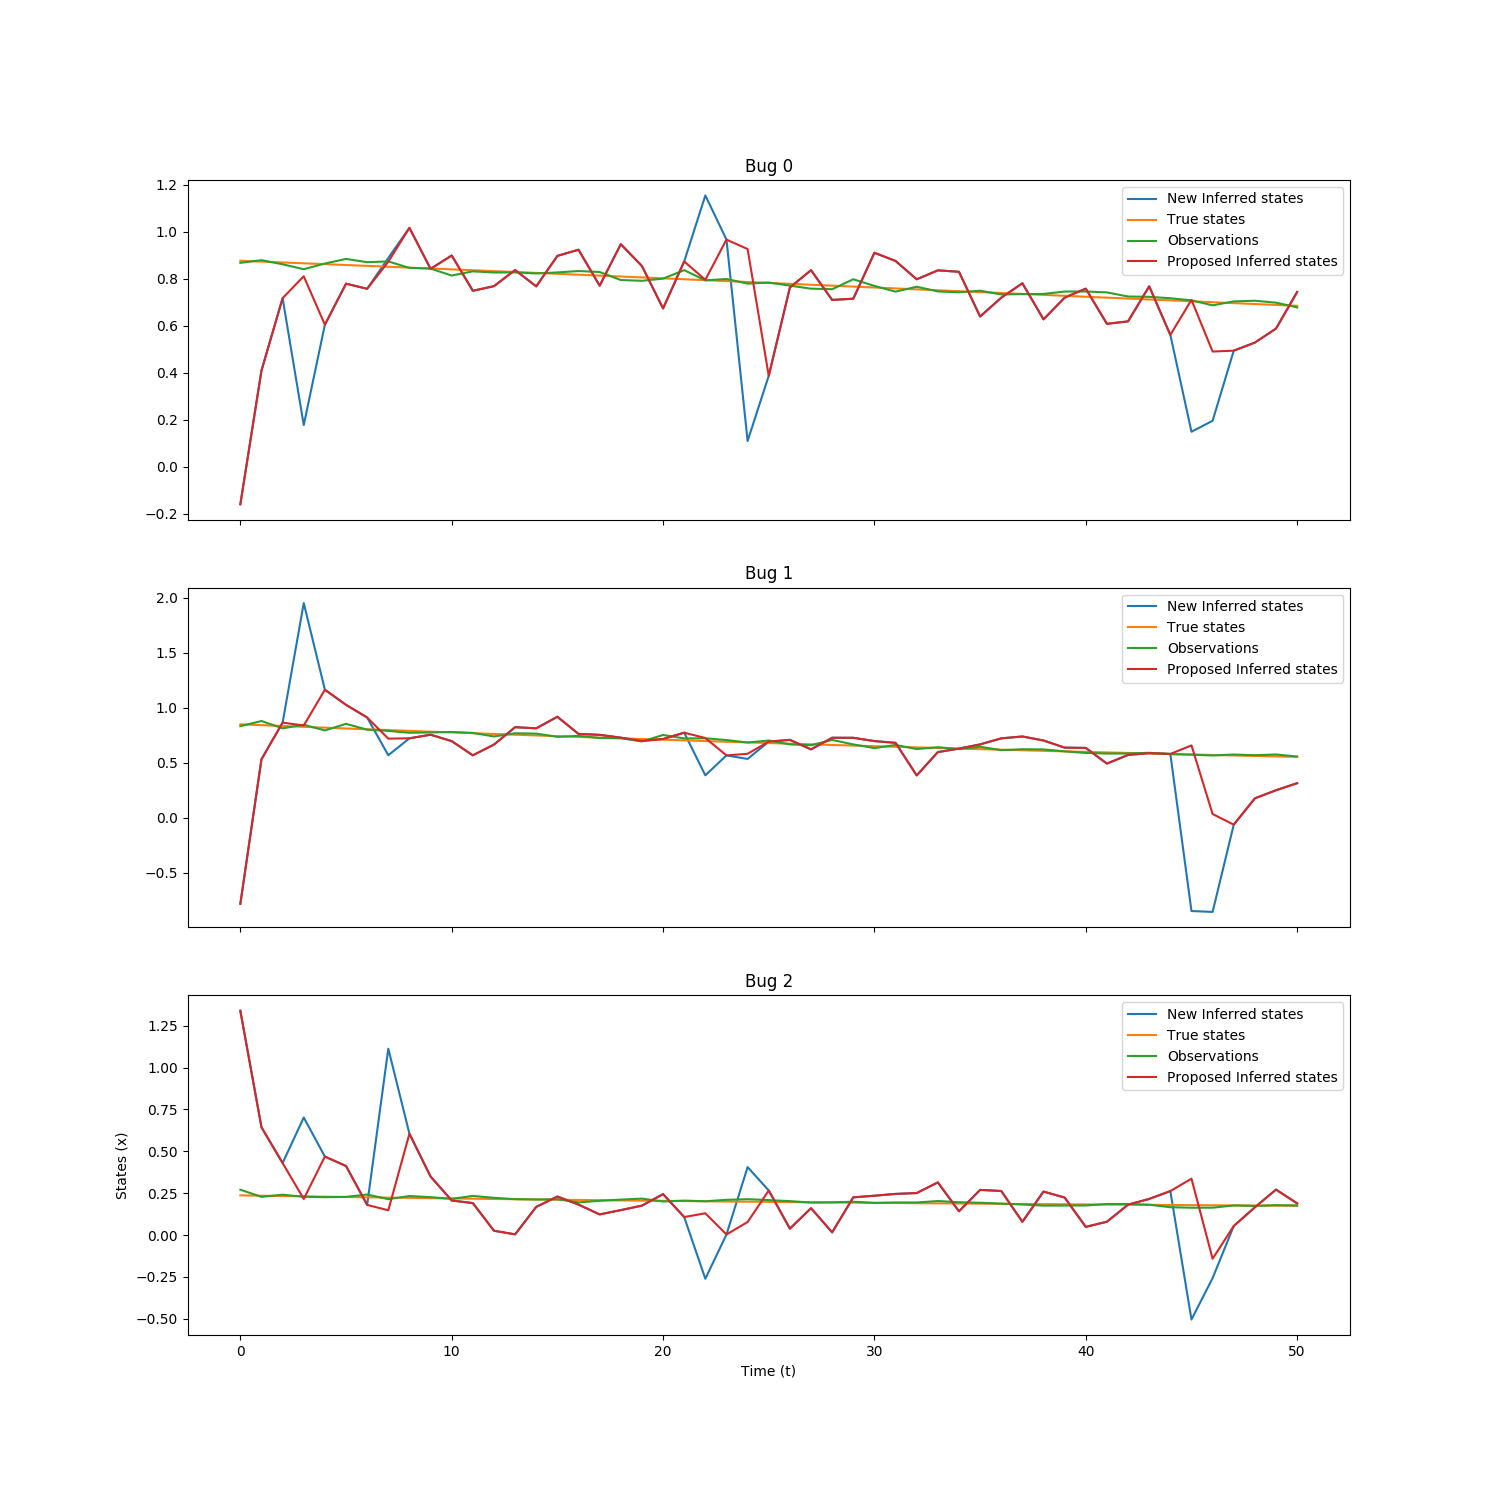 Bug 0
1.2
1.0
0.8
0.6
0.4
0.2
0.0
−0.2
New Inferred states
True states
Observations
Proposed Inferred states
Bug 1
2.0
1.5
1.0
0.5
0.0
−0.5
New Inferred states
True states
Observations
Proposed Inferred states
Bug 2
States (x)
1.25
1.00
0.75
0.50
0.25
0.00
−0.25
−0.50
New Inferred states
True states
Observations
Proposed Inferred states
0 10 20 30 40 50
Time (t)